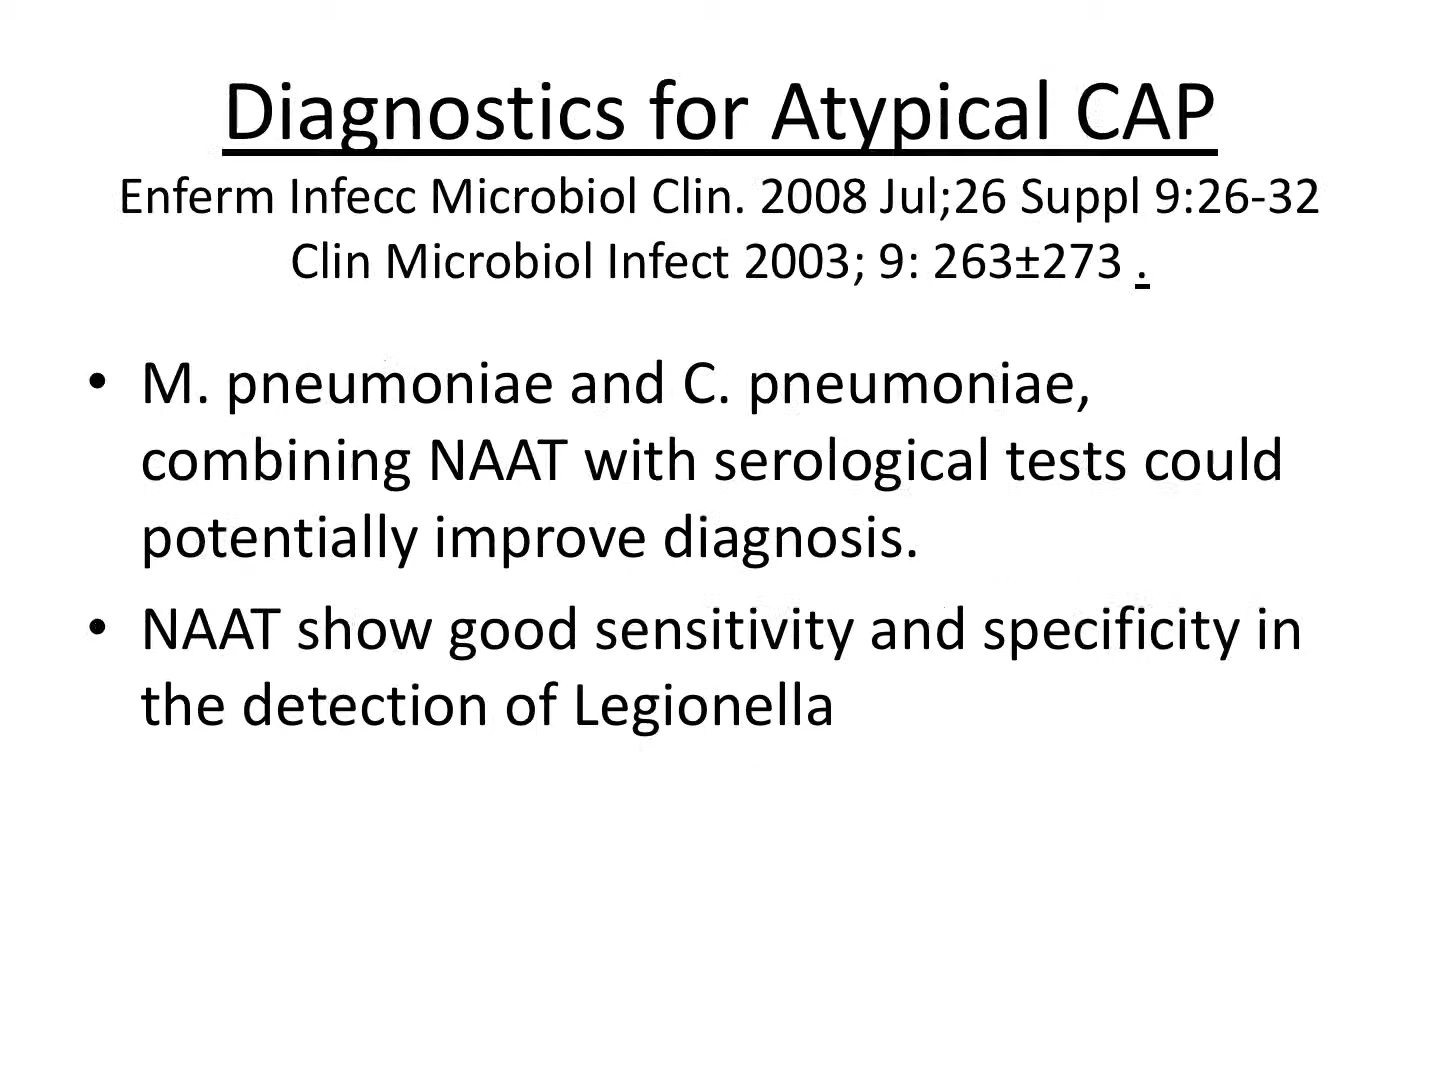 Diagnostics for Atypical CAP
Enferm Infecc Microbiol Clin. 2008 Jul;26 Suppl 9:26-32
Clin Microbiol Infect 2003; 9: 263±273 .
• M. pneumoniae and C. pneumoniae,
combining NAAT with serological tests could
potentially improve diagnosis.
• NAAT show good sensitivity and specificity in
the detection of Legionella